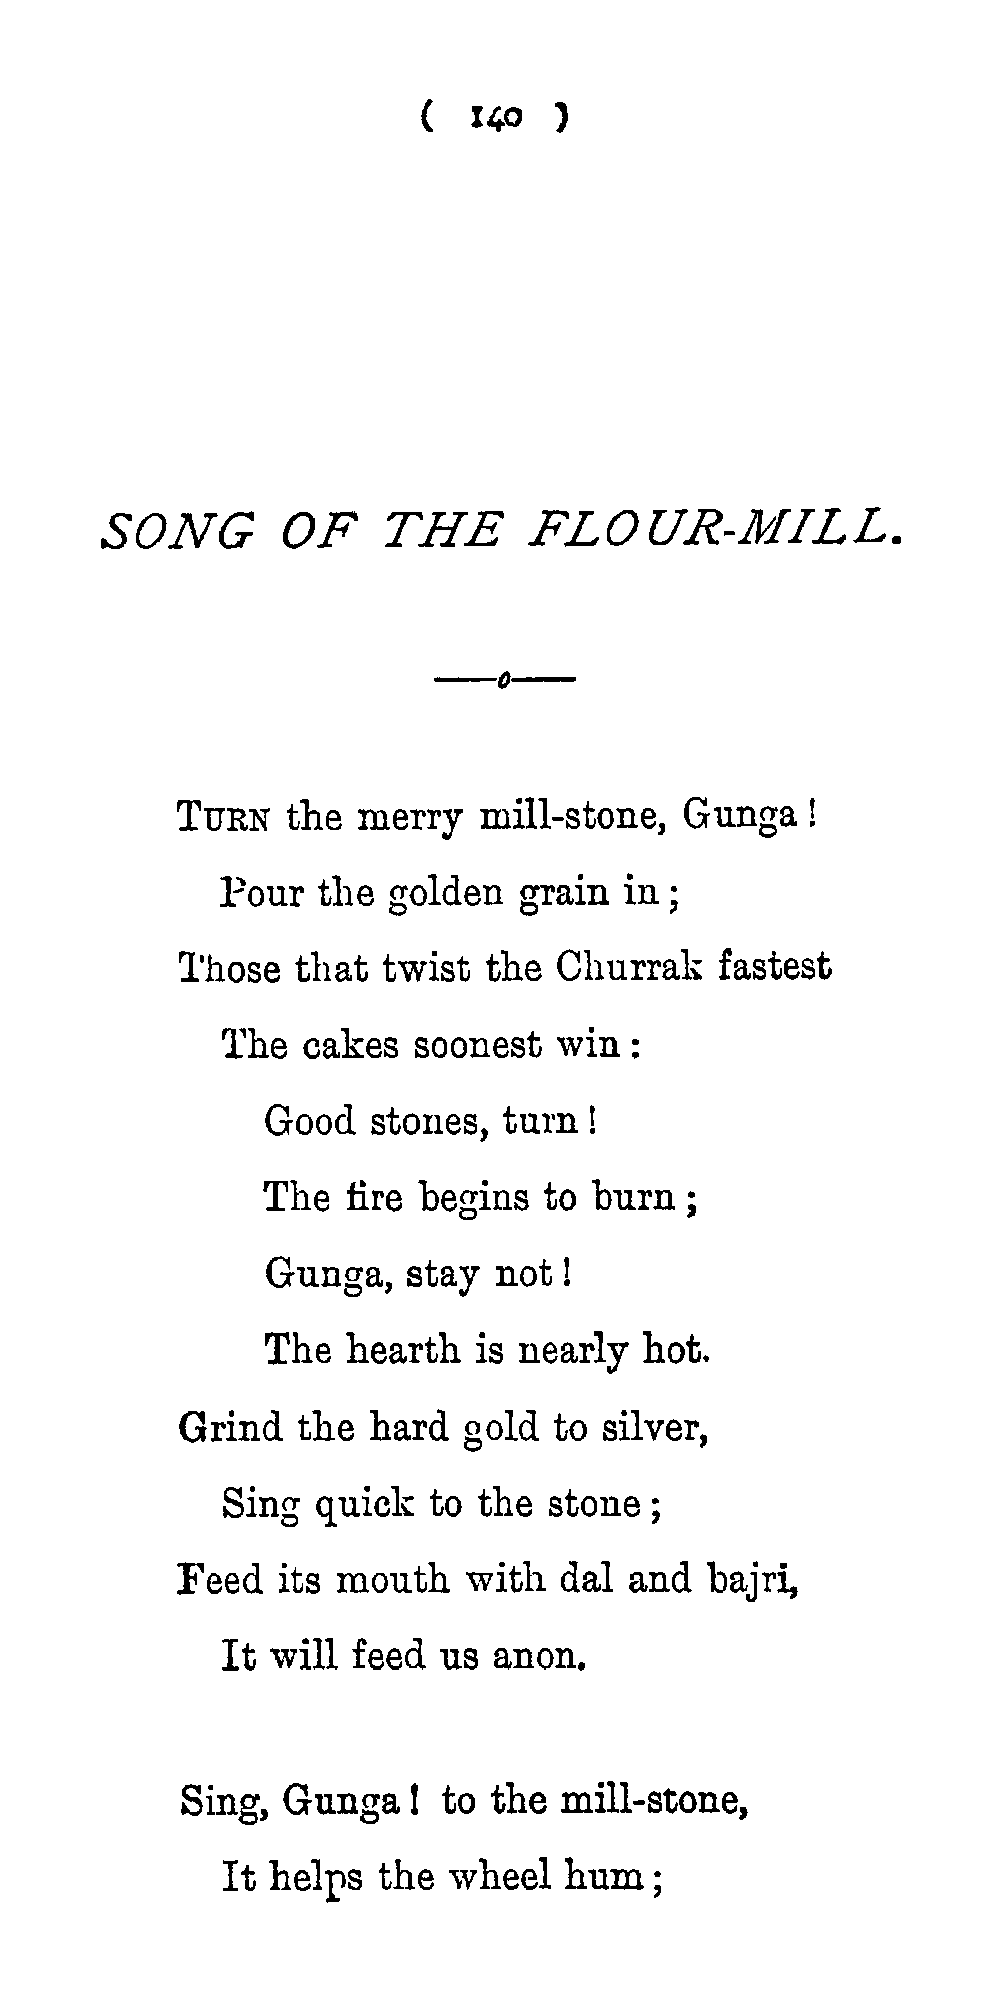 ( 140 )
SONG OF THE FLOUR-MILL.
TURN the merry mill-stone, Gunga!
Pour the golden grain in;
Those that twist the Churrak fastest
The cakes soonest win:
Good stones, turn!
The fire begins to burn;
Gunga, stay not!
The hearth is nearly hot.
Grind the hard gold to silver,
Sing quick to the stone;
Feed its mouth with dal and bajri,
It will feed us anon.
Sing, Gunga! to the mill-stone,
It helps the wheel hum;